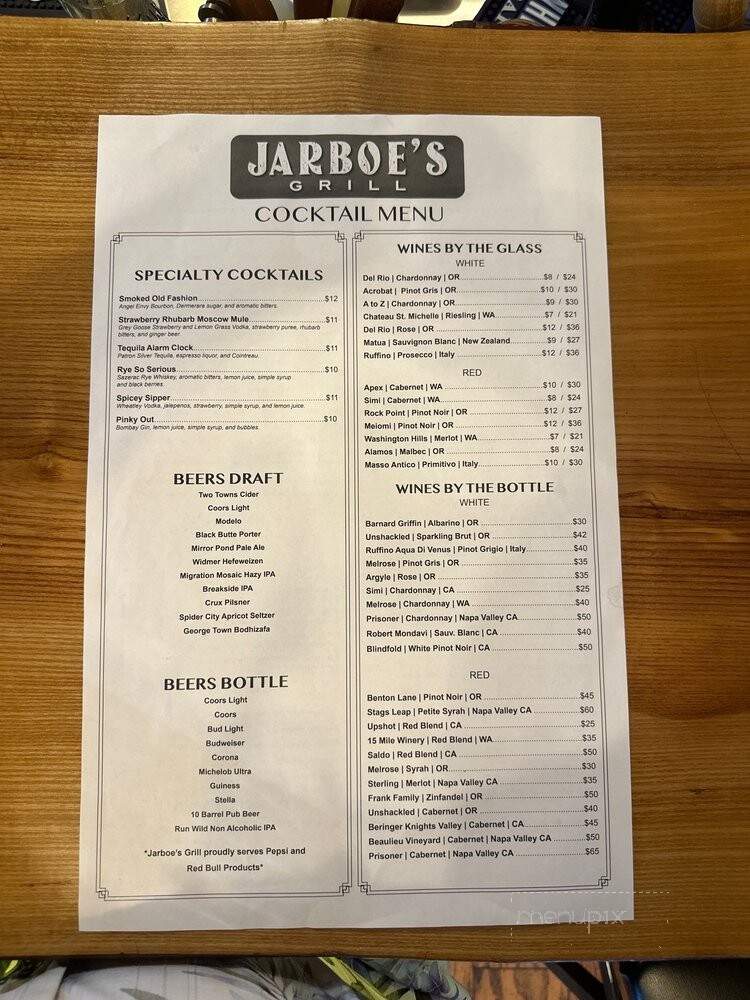 JARBOE'S
GRILL
COCKTAIL MENU
SPECIALTY COCKTAILS
Smoked Old Fashion $12
Angel Envy Bourbon, Dermerara sugar, and aromatic bitters.
Strawberry Rhubarb Moscow Mule $11
Grey Goose Strawberry and Lemon Grass Vodka, strawberry puree, rhubarb
bitters, and ginger beer.
Tequila Alarm Clock $11
Patron Silver Tequila, espresso liquor, and Cointreau.
Rye So Serious $10
Sazerac Rye Whiskey, aromatic bitters, lemon juice, simple syrup
and black berries.
Spicey Sipper $11
Wheatley Vodka, jalepenos, strawberry, simple syrup, and lemon juice.
Pinky Out $10
Bombay Gin, lemon juice, simple syrup, and bubbles.
BEERS DRAFT
Two Towns Cider
Coors Light
Modelo
Black Butte Porter
Mirror Pond Pale Ale
Widmer Hefeweizen
Migration Mosaic Hazy IPA
Breakside IPA
Crux Pilsner
Spider City Apricot Seltzer
George Town Bodhizafa
BEERS BOTTLE
Coors Light
Coors
Bud Light
Budweiser
Corona
Michelob Ultra
Guiness
Stella
10 Barrel Pub Beer
Run Wild Non Alcoholic IPA
*Jarboe's Grill proudly serves Pepsi and
Red Bull Products*
WINES BY THE GLASS
WHITE
Del Rio | Chardonnay | OR $8 / $24
Acrobat | Pinot Gris | OR $10 / $30
A to Z | Chardonnay | OR $9 / $30
Chateau St. Michelle | Riesling | WA $7 / $21
Del Rio | Rose | OR $12 / $36
Matua | Sauvignon Blanc | New Zealand $9 / $27
Ruffino | Prosecco | Italy $12 / $36
RED
Apex | Cabernet | WA $10 / $30
Simi | Cabernet | WA $8 / $24
Rock Point | Pinot Noir | OR $12 / $27
Meiomi | Pinot Noir | OR $12 / $36
Washington Hills | Merlot | WA $7 / $21
Alamos | Malbec | OR $8 / $24
Masso Antico | Primitivo | Italy $10 / $30
WINES BY THE BOTTLE
WHITE
Barnard Griffin | Albarino | OR $30
Unshackled | Sparkling Brut | OR $42
Ruffino Aqua Di Venus | Pinot Grigio | Italy $40
Melrose | Pinot Gris | OR $35
Argyle | Rose | OR $35
Simi | Chardonnay | CA $25
Melrose | Chardonnay | WA $40
Prisoner | Chardonnay | Napa Valley CA $50
Robert Mondavi | Sauv. Blanc | CA $40
Blindfold | White Pinot Noir | CA $50
RED
Benton Lane | Pinot Noir | OR $45
Stags Leap | Petite Syrah | Napa Valley CA $60
Upshot | Red Blend | CA $25
15 Mile Winery | Red Blend | WA $35
Saldo | Red Blend | CA $50
Melrose | Syrah | OR $30
Sterling | Merlot | Napa Valley CA $35
Frank Family | Zinfandel | OR $50
Unshackled | Cabernet | OR $40
Beringer Knights Valley | Cabernet | CA $45
Beaulieu Vineyard | Cabernet | Napa Valley CA $50
Prisoner | Cabernet | Napa Valley CA $65
menupix